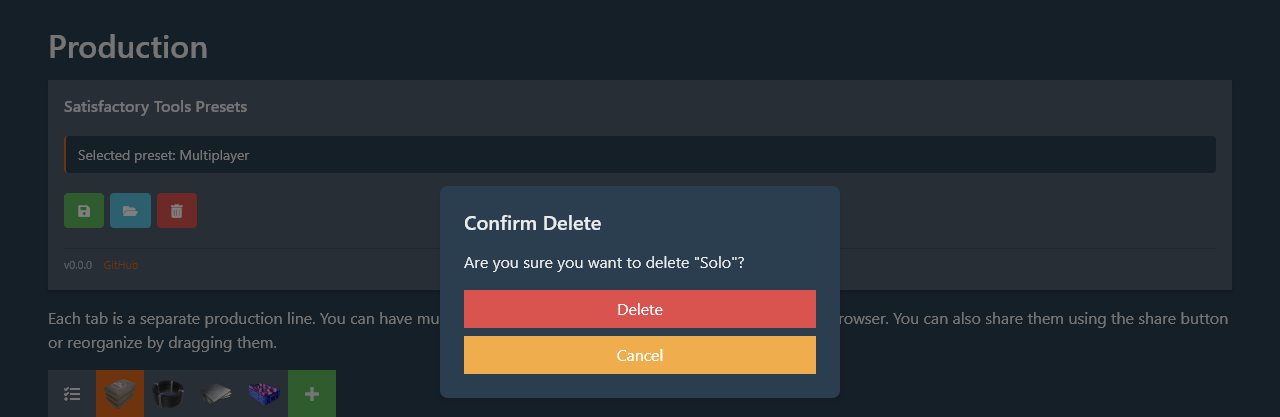 Production
Satisfactory Tools Presets
Selected preset: Multiplayer
Confirm Delete
Are you sure you want to delete "Solo"?
Delete
Cancel
v0.0.0 GitHub
Each tab is a separate production line. You can have mu
rowser. You can also share them using the share button
or reorganize by dragging them.